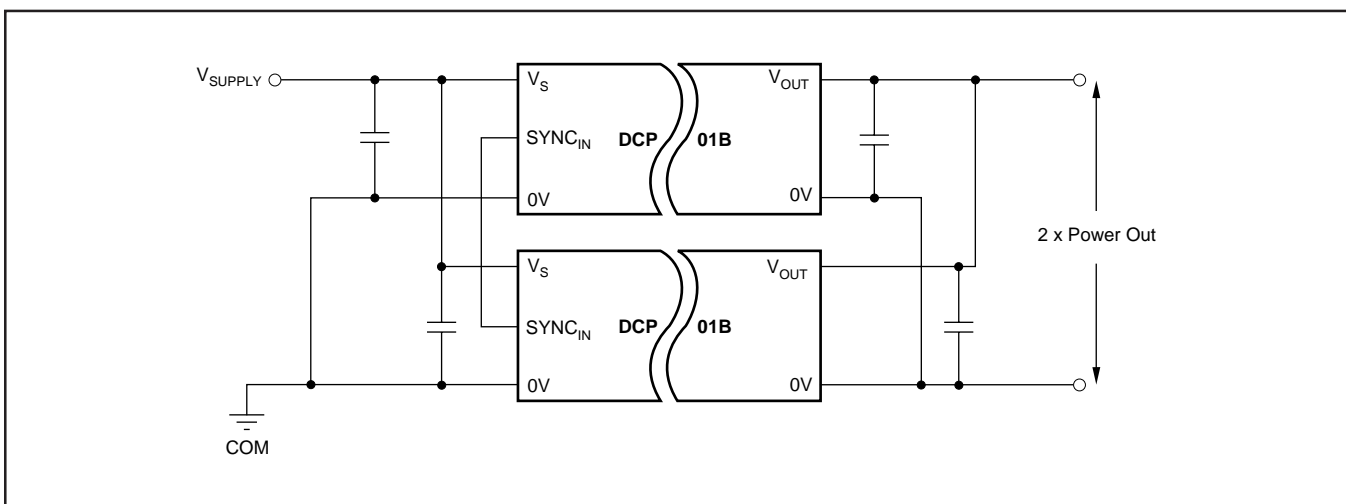 VSUPPLY
VS
VOUT
SYNCIN
DCP
01B
0V
0V
2 x Power Out
VS
VOUT
SYNCIN
DCP
01B
0V
0V
COM